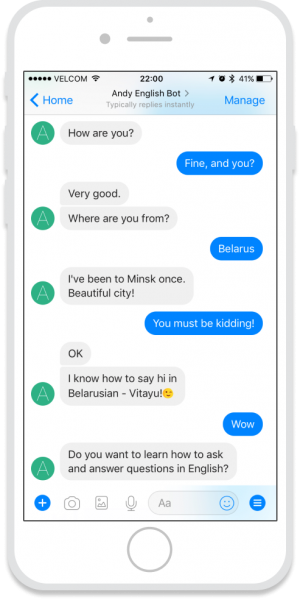 VELCOM 22:00 41%
Home Andy English Bot > Manage
Typically replies instantly
A How are you?
Fine, and you?
Very good.
A Where are you from?
Belarus
I've been to Minsk once.
A Beautiful city!
You must be kidding!
OK
I know how to say hi in
A Belarusian - Vitayu!😉
Wow
Do you want to learn how to ask
A and answer questions in English?
Aa